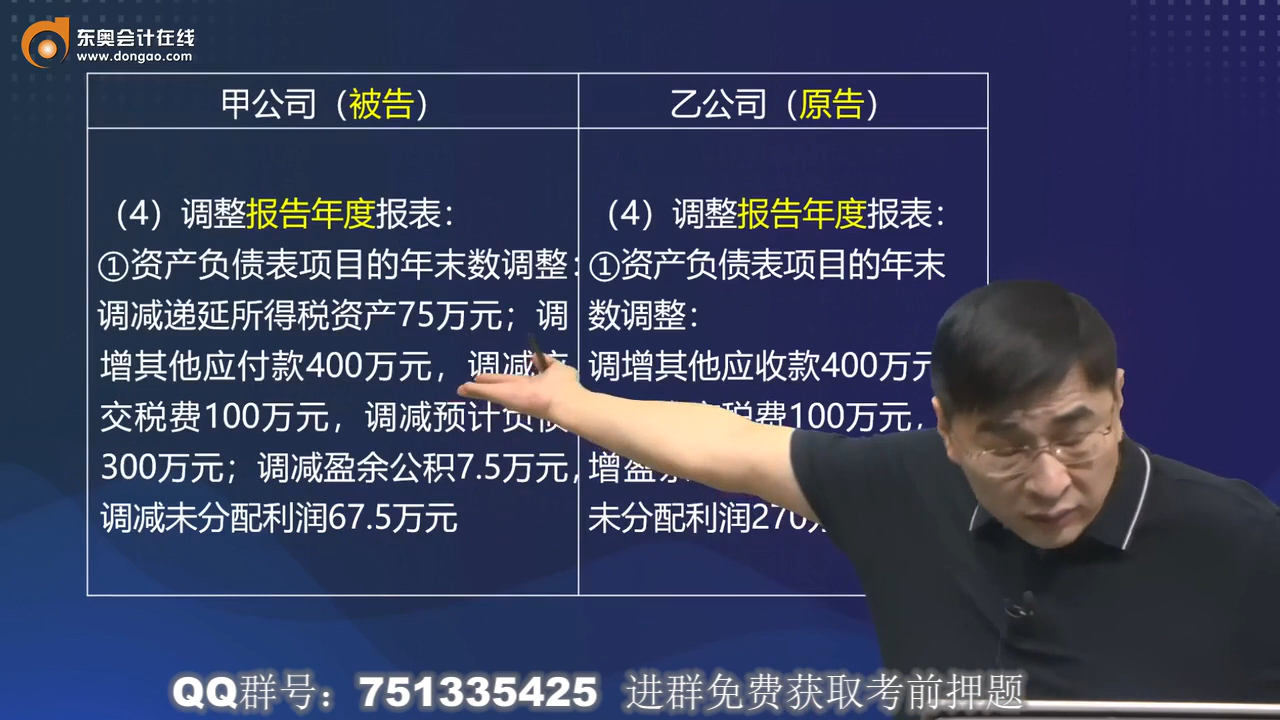 东奥会计在线
www.dongao.com
甲公司（被告）
乙公司（原告）
（4）调整报告年度报表：
①资产负债表项目的年末数调整：
调减递延所得税资产75万元；调
增其他应付款400万元，调减应
交税费100万元，调减预计负债
300万元；调减盈余公积7.5万元，
调减未分配利润67.5万元
（4）调整报告年度报表：
①资产负债表项目的年末
数调整：
调增其他应收款400万元
交税费100万元，
增盈余
未分配利润270万
QQ群号：751335425 进群免费获取考前押题